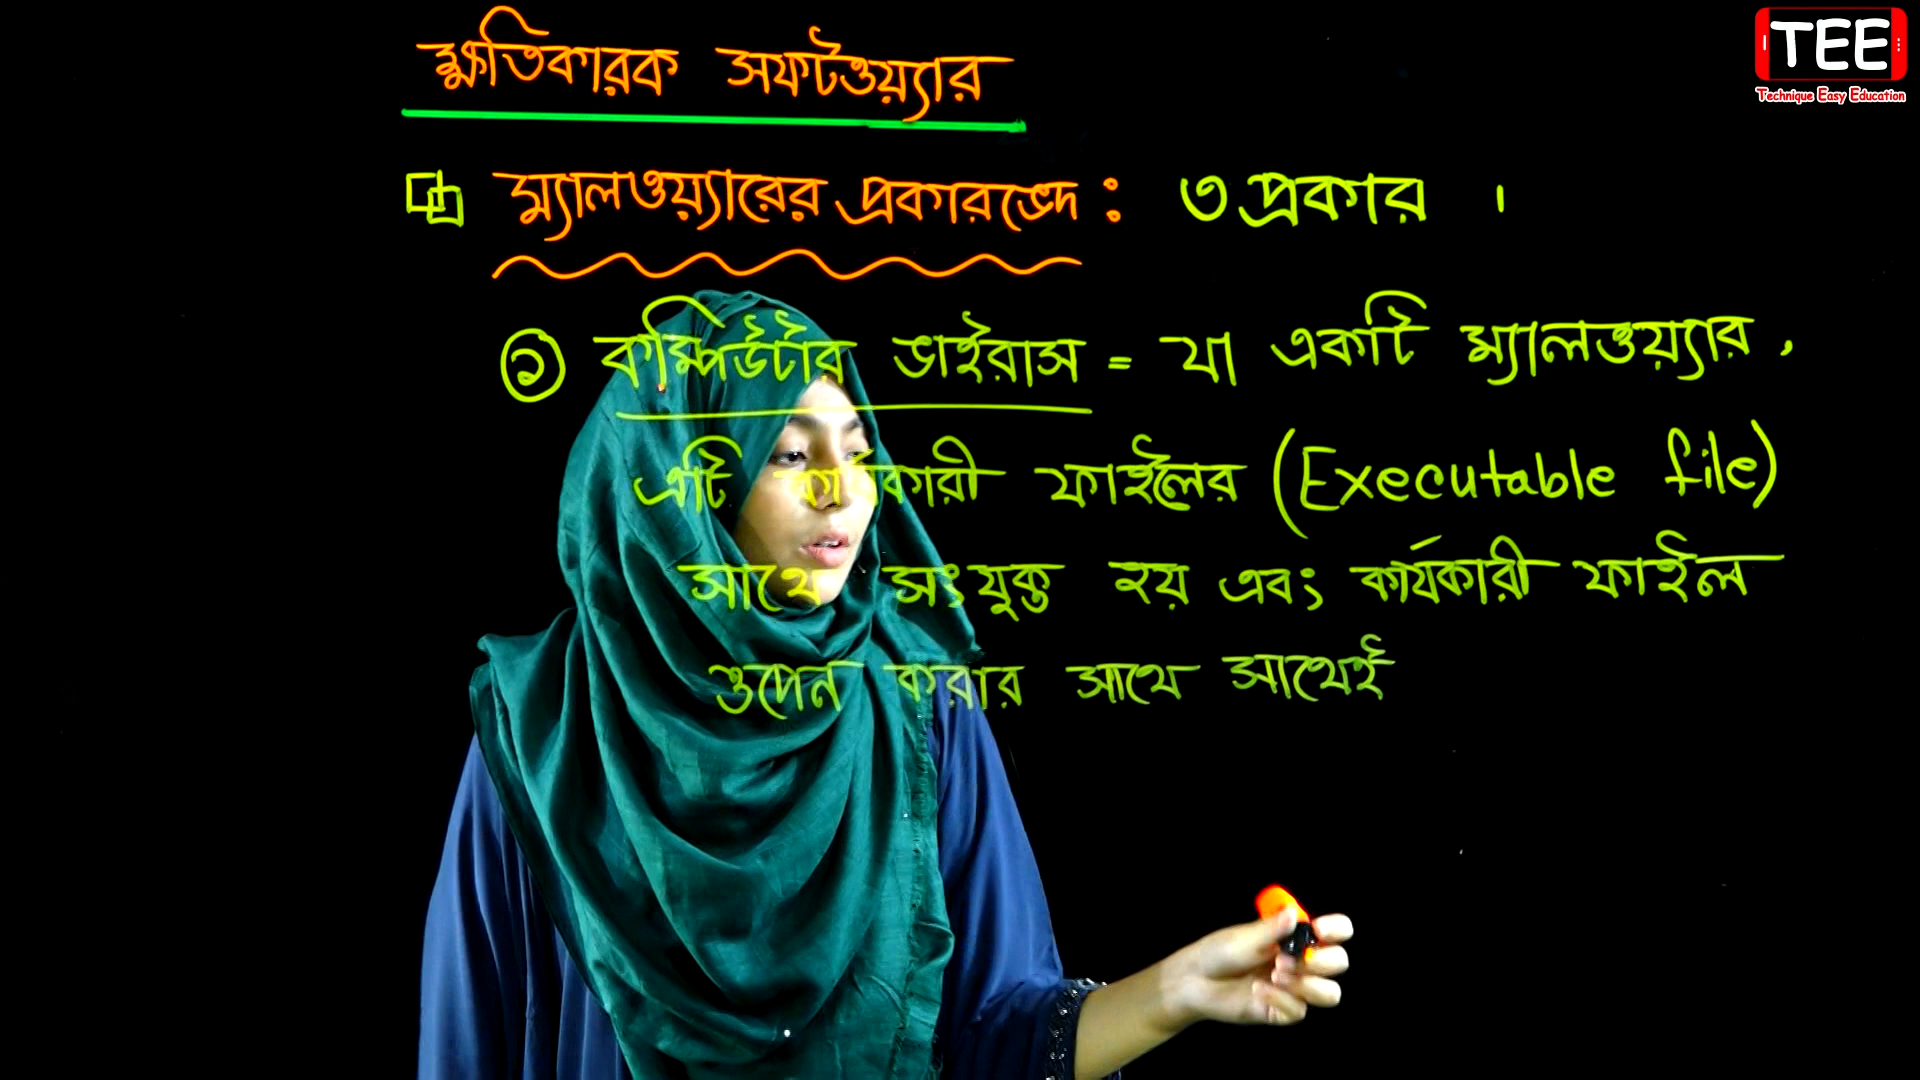 TEE
Technique Easy Education
ক্ষতিকারক সফটওয়্যার
ম্যালওয়্যারের প্রকারভেদ : ৩ প্রকার ।
① কম্পিউটার ভাইরাস = যা একটি ম্যালওয়্যার,
এটি কার্যকারী ফাইলের (Executable file)
সাথে সংযুক্ত হয় এবং কার্যকারী ফাইল
ওপেন করার সাথে সাথেই